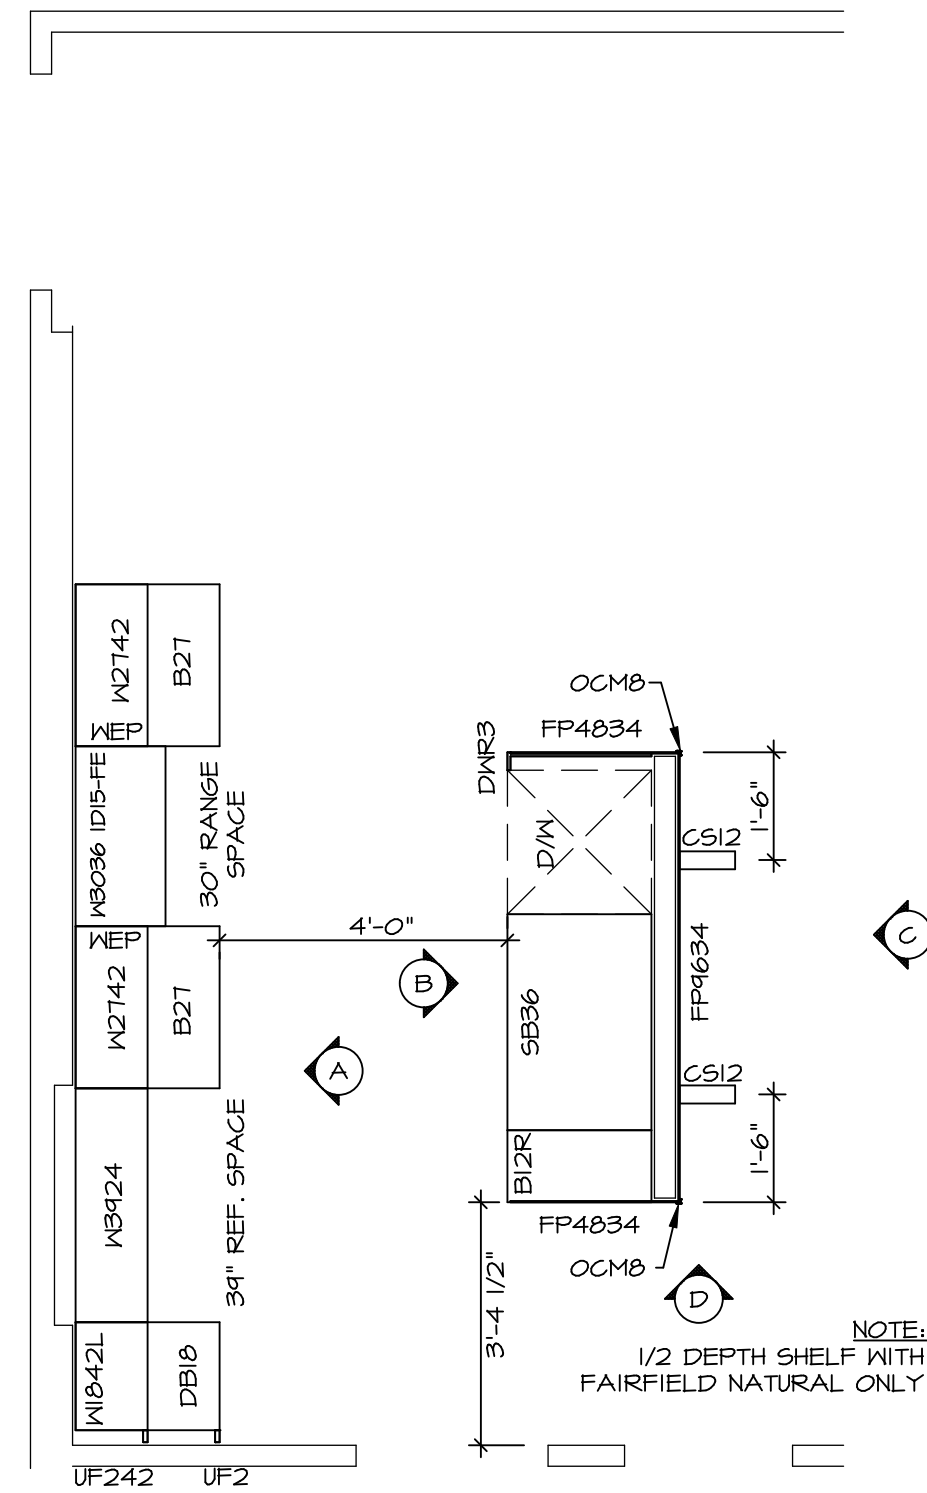 W2742
B27
WEP
W3036 1D15-FE
30" RANGE
SPACE
WEP
W2742
B27
W3924
39" REF. SPACE
W1842L
DB18
UF242
UF2
4'-0"
B
A
OCM8
FP4834
DWR3
D/W
SB36
B12R
CS12
1'-6"
FP9634
CS12
1'-6"
FP4834
OCM8
3'-4 1/2"
C
D
NOTE:
1/2 DEPTH SHELF WITH
FAIRFIELD NATURAL ONLY